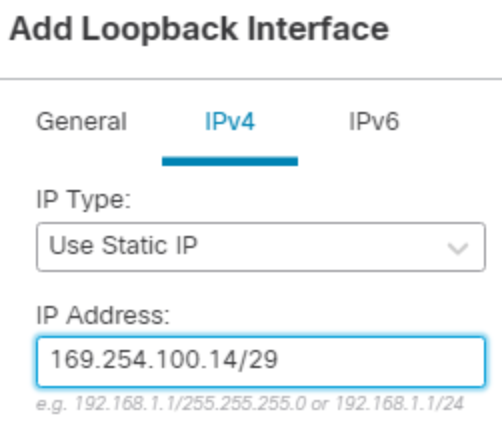 Add Loopback Interface
General IPv4 IPv6
IP Type:
Use Static IP
IP Address:
169.254.100.14/29
e.g. 192.168.1.1/255.255.255.0 or 192.168.1.1/24